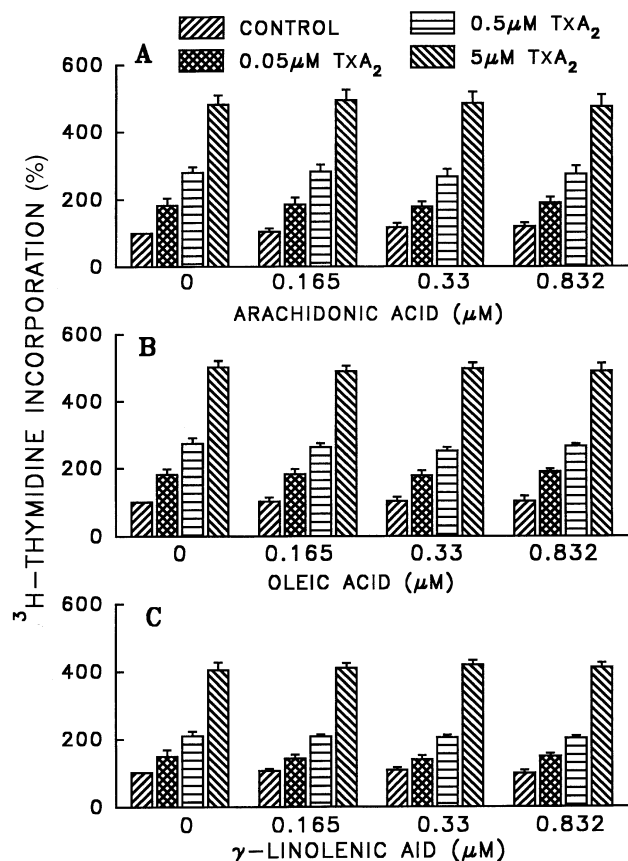 CONTROL
0.5μM TxA₂
0.05μM TxA₂
5μM TxA₂
³H–THYMIDINE INCORPORATION (%)
A
600
400
200
0
0 0.165 0.33 0.832
ARACHIDONIC ACID (μM)
B
600
400
200
0
0 0.165 0.33 0.832
OLEIC ACID (μM)
C
600
400
200
0
0 0.165 0.33 0.832
γ–LINOLENIC AID (μM)